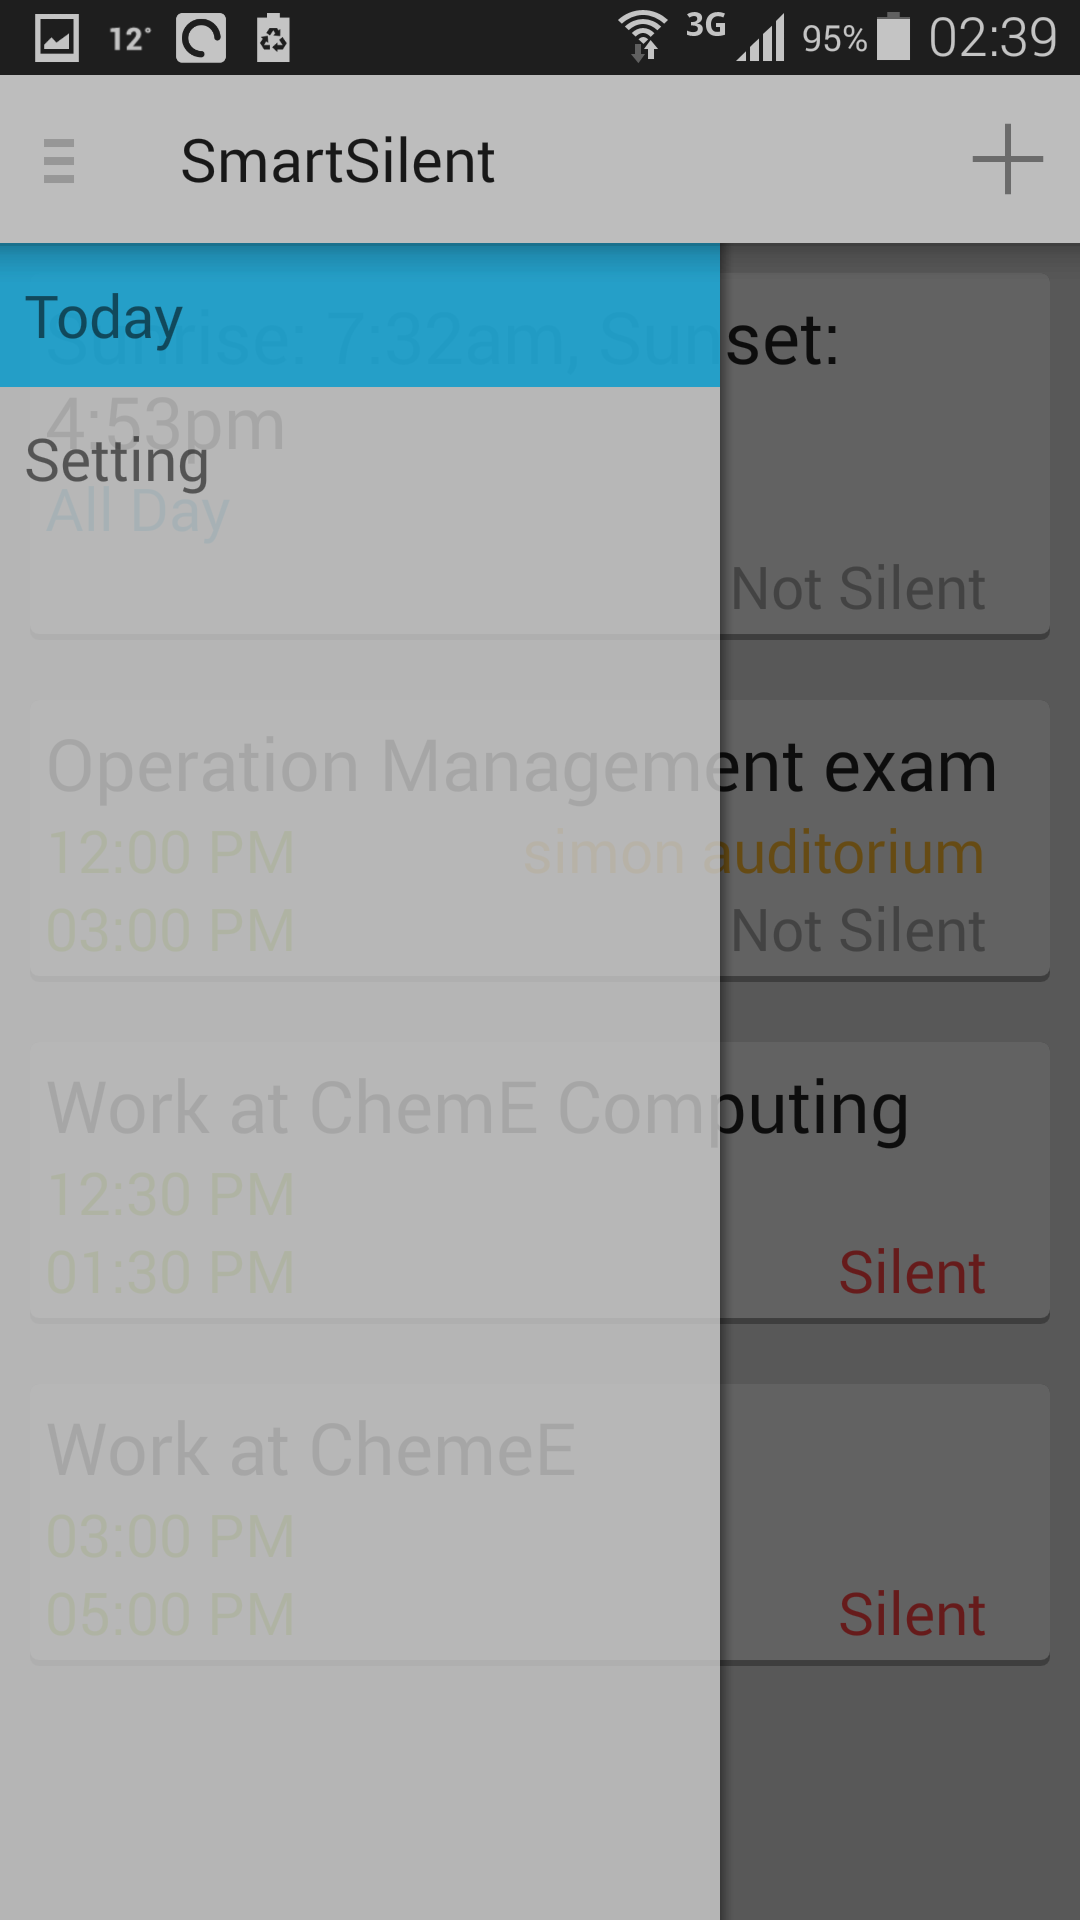 12° 3G 95% 02:39
SmartSilent
Today
Sunrise: 7:32am, Sunset:
4:53pm
Setting
All Day
Not Silent
Operation Management exam
12:00 PM simon auditorium
03:00 PM Not Silent
Work at ChemE Computing
12:30 PM
01:30 PM Silent
Work at ChemeE
03:00 PM
05:00 PM Silent